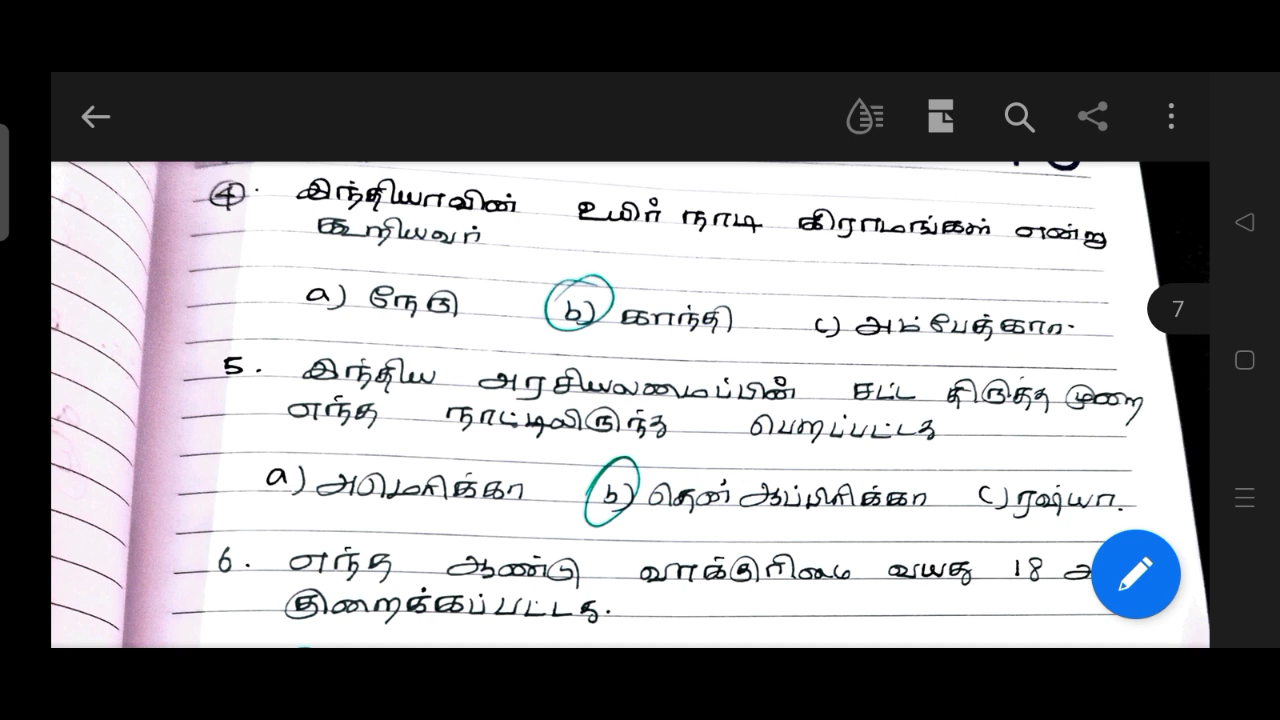 4. இந்தியாவின் உயிர் நாடி கிராமங்கள் என்று
கூறியவர்
a) நேரு b) காந்தி c) அம்பேத்கார்.
5. இந்திய அரசியலமைப்பின் சட்ட திருத்த முறை
எந்த நாட்டிலிருந்து பெறப்பட்டது
a) அமெரிக்கா b) தென் ஆப்பிரிக்கா c) ரஷ்யா.
6. எந்த ஆண்டு வாக்குரிமை வயது 18
குறைக்கப்பட்டது.
7